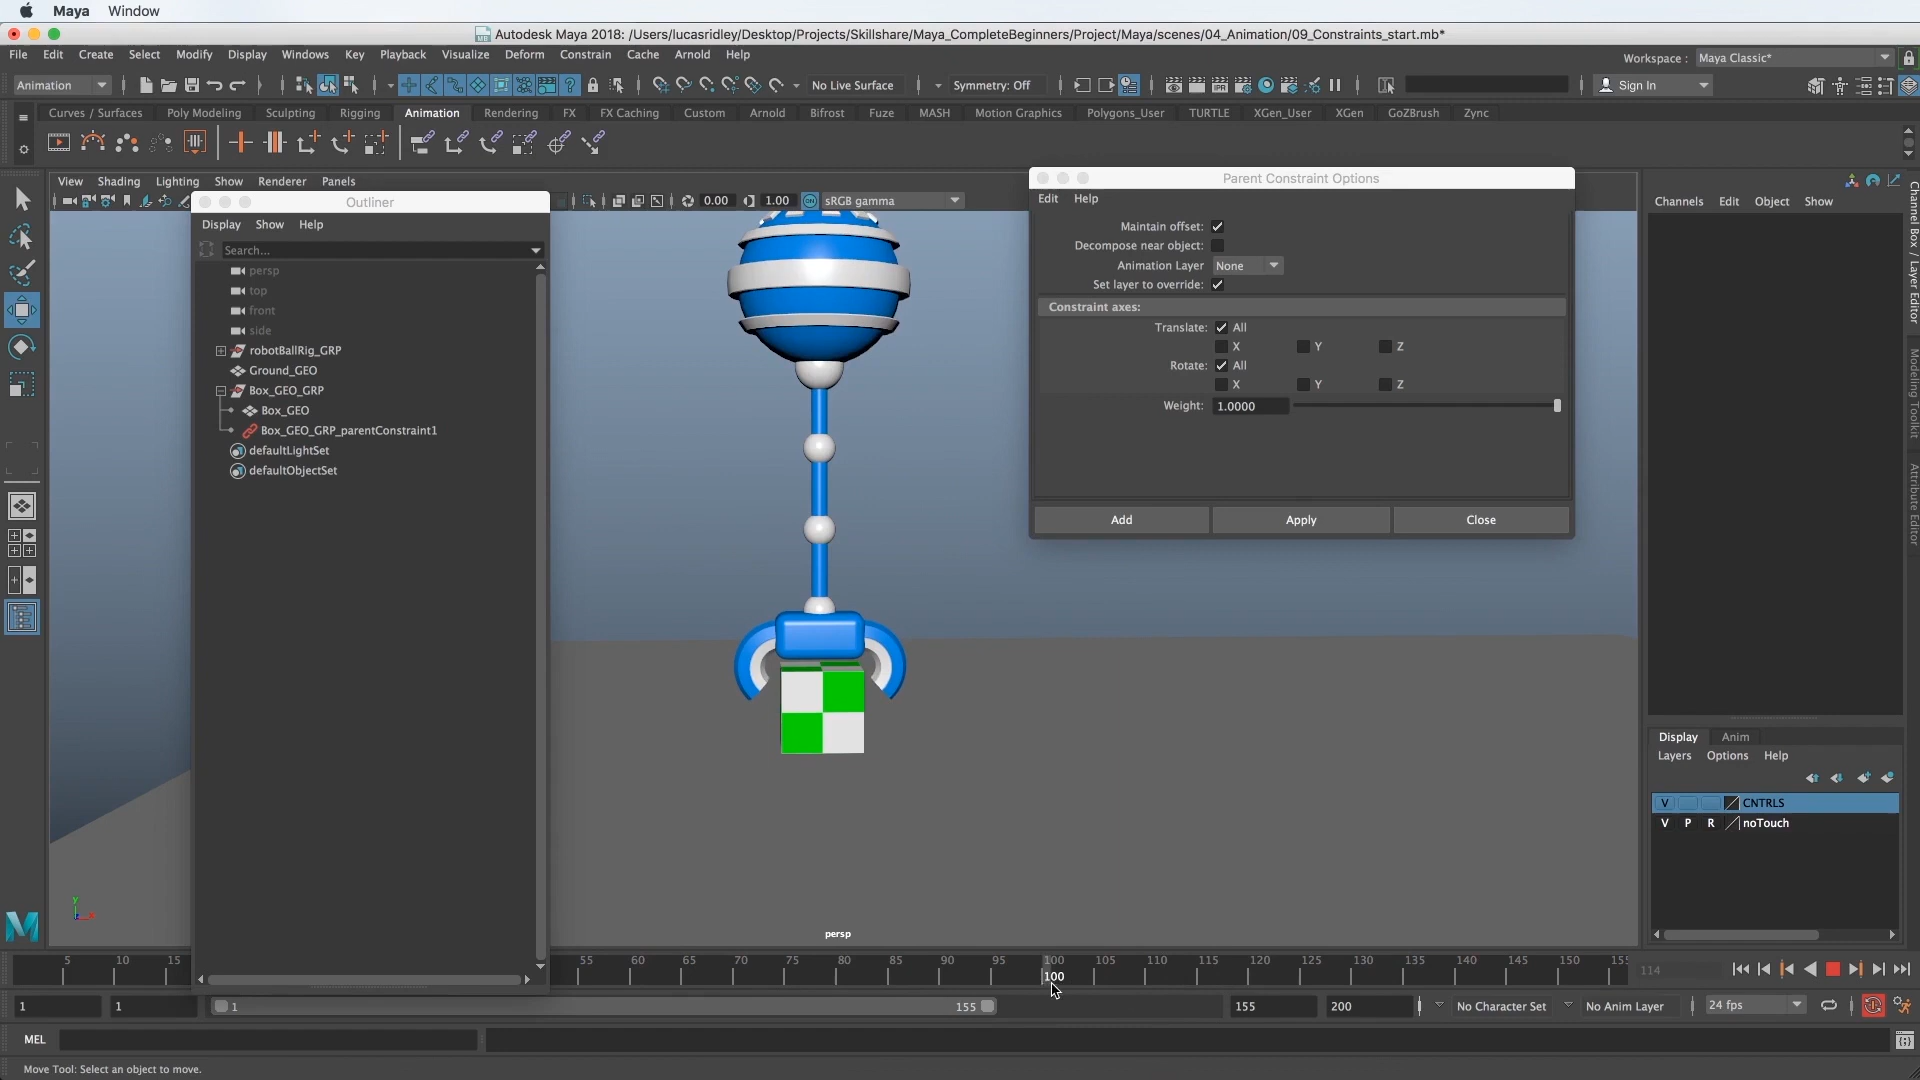 Maya Window
Autodesk Maya 2018: /Users/lucasridley/Desktop/Projects/Skillshare/Maya_CompleteBeginners/Project/Maya/scenes/04_Animation/09_Constraints_start.mb*
File Edit Create Select Modify Display Windows Key Playback Visualize Deform Constrain Cache Arnold Help
Workspace : Maya Classic*
Animation No Live Surface Symmetry: Off Sign In
Curves / Surfaces Poly Modeling Sculpting Rigging Animation Rendering FX FX Caching Custom Arnold Bifrost Fuze MASH Motion Graphics Polygons_User TURTLE XGen_User XGen GoZBrush Zync
View Shading Lighting Show Renderer Panels
0.00 1.00 sRGB gamma
Outliner
Display Show Help
Search...
persp
top
front
side
robotBallRig_GRP
Ground_GEO
Box_GEO_GRP
Box_GEO
Box_GEO_GRP_parentConstraint1
defaultLightSet
defaultObjectSet
Parent Constraint Options
Edit Help
Maintain offset:
Decompose near object:
Animation Layer None
Set layer to override:
Constraint axes:
Translate: All
X Y Z
Rotate: All
X Y Z
Weight: 1.0000
Add Apply Close
Channels Edit Object Show
Channel Box / Layer Editor
Modeling Toolkit
Attribute Editor
Display Anim
Layers Options Help
V CNTRLS
V P R noTouch
y
persp
5 10 15 55 60 65 70 75 80 85 90 95 100 105 110 115 120 125 130 135 140 145 150 155
100
114
1 1 1 155 155 200 No Character Set No Anim Layer 24 fps
MEL
Move Tool: Select an object to move.